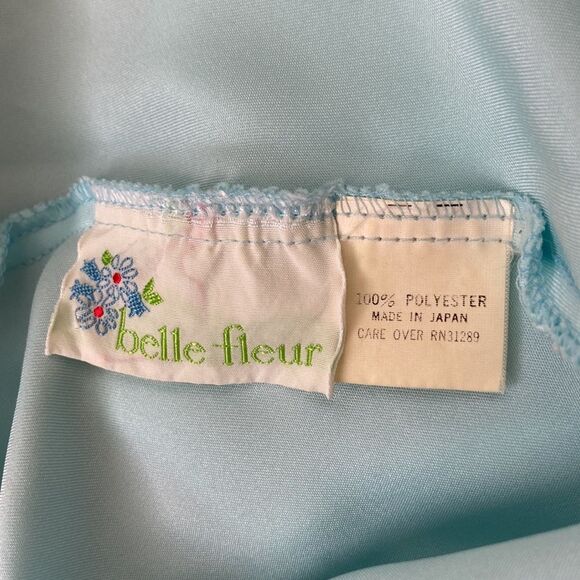 belle-fleur
100% POLYESTER
MADE IN JAPAN
CARE OVER RN31289